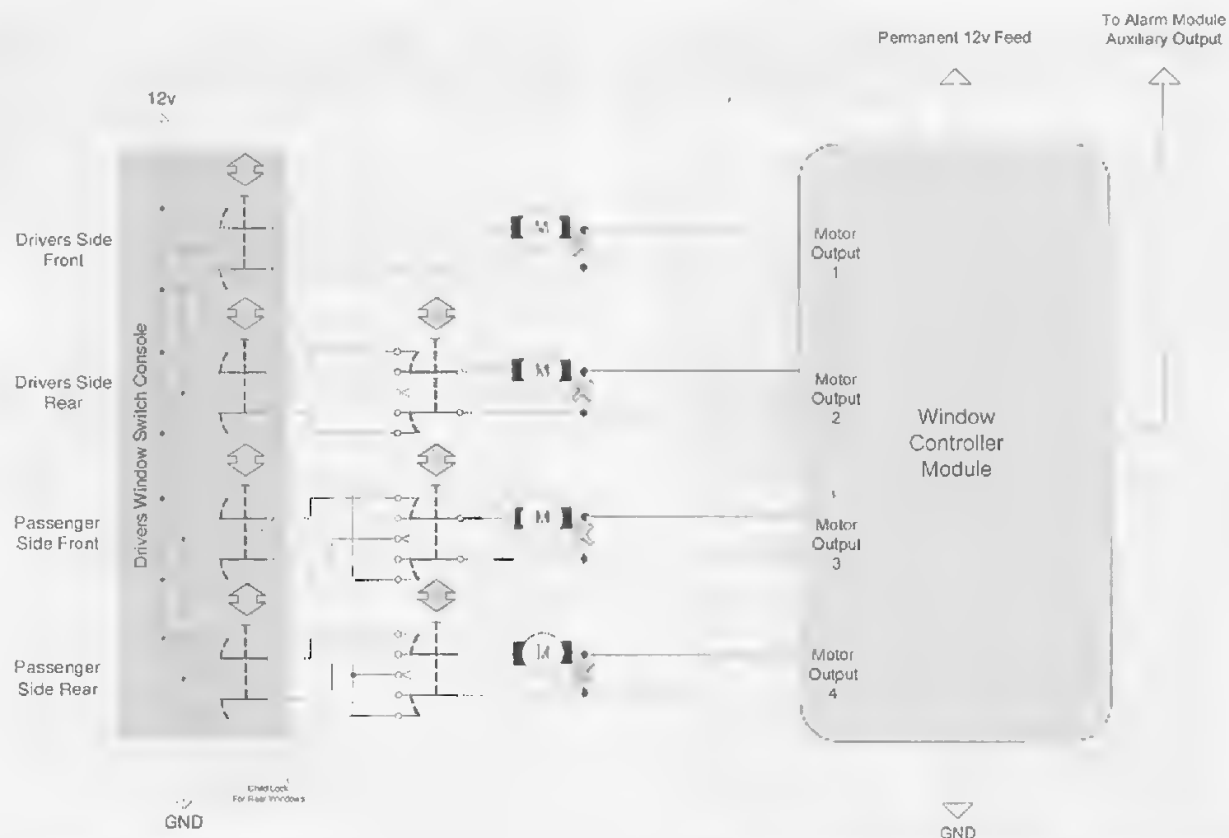 To Alarm Module
Auxiliary Output
Permanent 12v Feed
12v
Drivers Window Switch Console
Drivers Side
Front
Drivers Side
Rear
Passenger
Side Front
Passenger
Side Rear
M
M
M
M
Motor
Output
1
Motor
Output
2
Motor
Output
3
Motor
Output
4
Window
Controller
Module
Child Lock
For Rear Windows
GND
GND